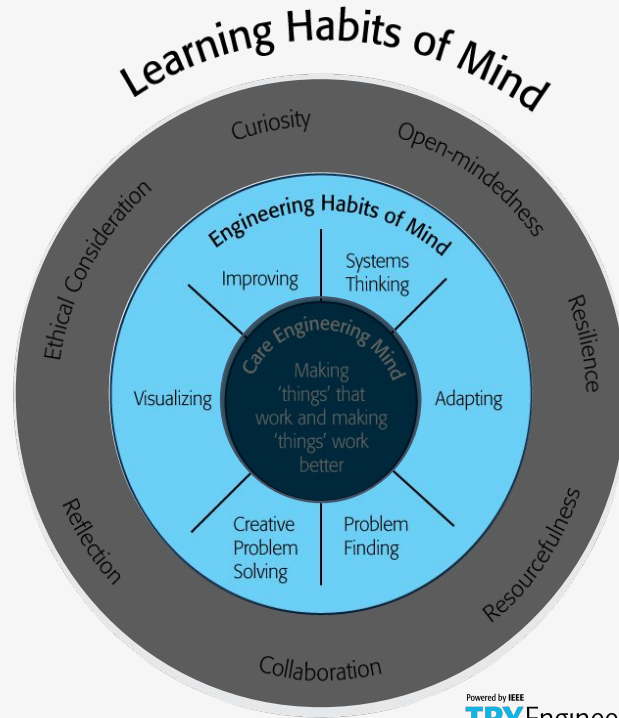 Learning Habits of Mind
Curiosity
Open-mindedness
Resilience
Resourcefulness
Collaboration
Reflection
Ethical Consideration
Engineering Habits of Mind
Improving
Systems
Thinking
Adapting
Problem
Finding
Creative
Problem
Solving
Visualizing
Care Engineering Mind
Making
'things' that
work and making
'things' work
better
Powered by IEEE
TRYEnginee